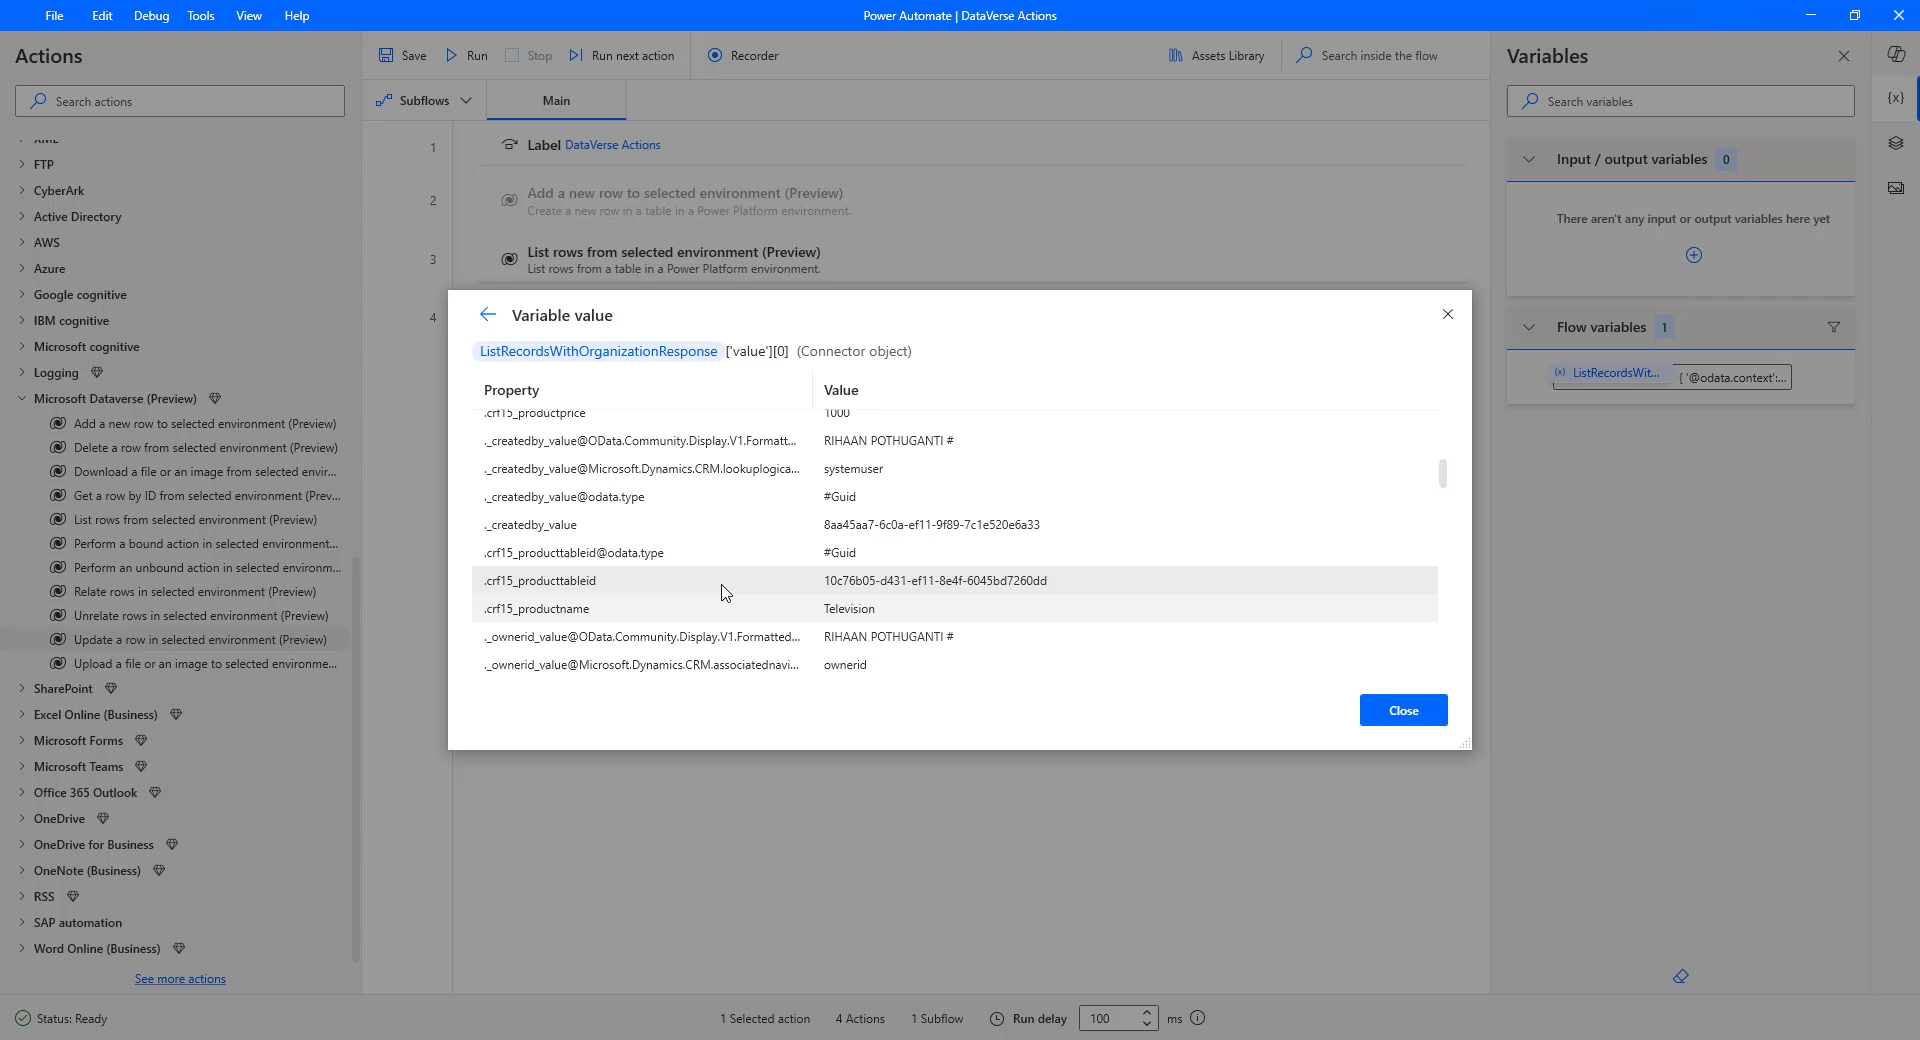 File Edit Debug Tools View Help
Power Automate | DataVerse Actions
Actions
Search actions
FTP
CyberArk
Active Directory
AWS
Azure
Google cognitive
IBM cognitive
Microsoft cognitive
Logging
Microsoft Dataverse (Preview)
Add a new row to selected environment (Preview)
Delete a row from selected environment (Preview)
Download a file or an image from selected envir...
Get a row by ID from selected environment (Prev...
List rows from selected environment (Preview)
Perform a bound action in selected environment...
Perform an unbound action in selected environm...
Relate rows in selected environment (Preview)
Unrelate rows in selected environment (Preview)
Update a row in selected environment (Preview)
Upload a file or an image to selected environme...
SharePoint
Excel Online (Business)
Microsoft Forms
Microsoft Teams
Office 365 Outlook
OneDrive
OneDrive for Business
OneNote (Business)
RSS
SAP automation
Word Online (Business)
See more actions
Save Run Stop Run next action Recorder Assets Library Search inside the flow
Subflows Main
1 Label DataVerse Actions
2 Add a new row to selected environment (Preview)
Create a new row in a table in a Power Platform environment.
3 List rows from selected environment (Preview)
List rows from a table in a Power Platform environment.
4
Variable value
ListRecordsWithOrganizationResponse ['value'][0] (Connector object)
Property Value
.crf15_productprice 1000
._createdby_value@OData.Community.Display.V1.Formatt... RIHAAN POTHUGANTI #
._createdby_value@Microsoft.Dynamics.CRM.lookuplogica... systemuser
._createdby_value@odata.type #Guid
._createdby_value 8aa45aa7-6c0a-ef11-9f89-7c1e520e6a33
.crf15_producttableid@odata.type #Guid
.crf15_producttableid 10c76b05-d431-ef11-8e4f-6045bd7260dd
.crf15_productname Television
._ownerid_value@OData.Community.Display.V1.Formatted... RIHAAN POTHUGANTI #
._ownerid_value@Microsoft.Dynamics.CRM.associatednavi... ownerid
Close
Variables
Search variables
{x}
Input / output variables 0
There aren't any input or output variables here yet
Flow variables 1
(x) ListRecordsWit... { '@odata.context':...
Status: Ready
1 Selected action 4 Actions 1 Subflow Run delay 100 ms